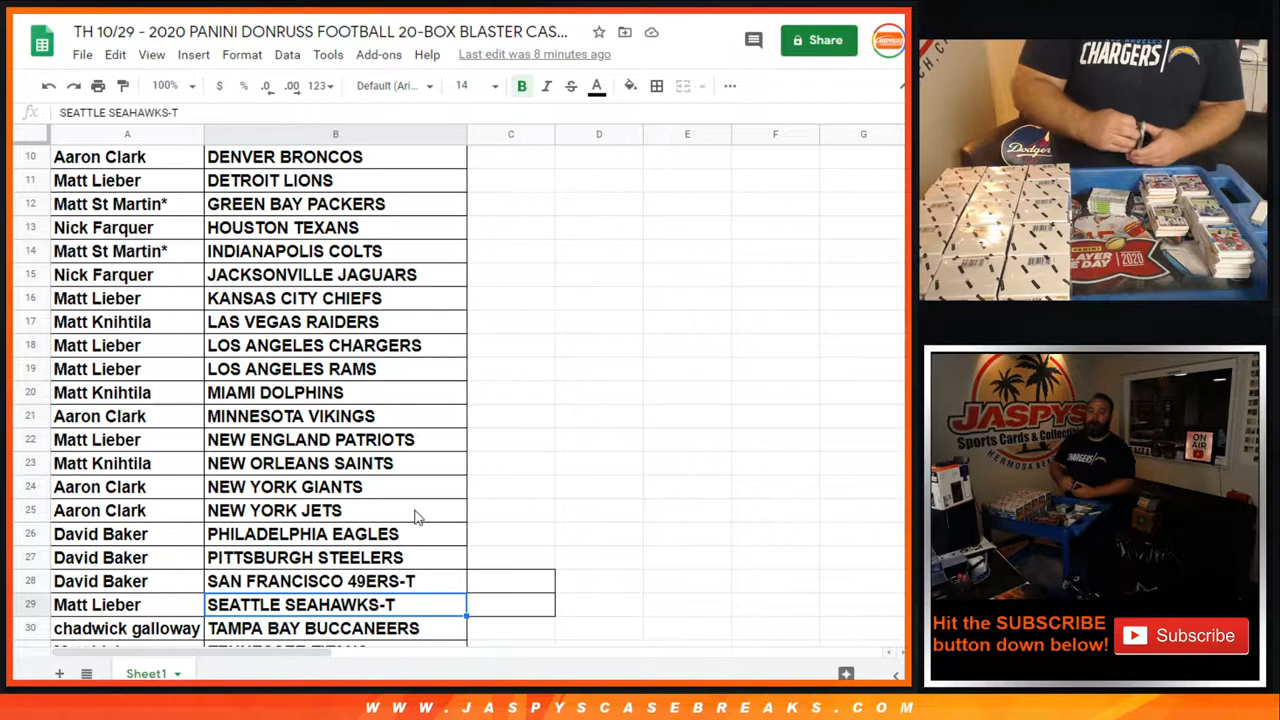 TH 10/29 - 2020 PANINI DONRUSS FOOTBALL 20-BOX BLASTER CAS...
Share
File Edit View Insert Format Data Tools Add-ons Help Last edit was 8 minutes ago
100% $ % .0 .00 123 Default (Ari... 14 B I S A
fx SEATTLE SEAHAWKS-T
A B C D E F G
10 Aaron Clark DENVER BRONCOS
11 Matt Lieber DETROIT LIONS
12 Matt St Martin* GREEN BAY PACKERS
13 Nick Farquer HOUSTON TEXANS
14 Matt St Martin* INDIANAPOLIS COLTS
15 Nick Farquer JACKSONVILLE JAGUARS
16 Matt Lieber KANSAS CITY CHIEFS
17 Matt Knihtila LAS VEGAS RAIDERS
18 Matt Lieber LOS ANGELES CHARGERS
19 Matt Lieber LOS ANGELES RAMS
20 Matt Knihtila MIAMI DOLPHINS
21 Aaron Clark MINNESOTA VIKINGS
22 Matt Lieber NEW ENGLAND PATRIOTS
23 Matt Knihtila NEW ORLEANS SAINTS
24 Aaron Clark NEW YORK GIANTS
25 Aaron Clark NEW YORK JETS
26 David Baker PHILADELPHIA EAGLES
27 David Baker PITTSBURGH STEELERS
28 David Baker SAN FRANCISCO 49ERS-T
29 Matt Lieber SEATTLE SEAHAWKS-T
30 chadwick galloway TAMPA BAY BUCCANEERS
Sheet1
CHARGERS
Dodger
PANINI
PLAYER
DAY 2020
JASPY'S
Sports Cards & Collectib
HERMOSA BE
CHARGERS
ON
AIR
Hit the SUBSCRIBE
button down below!
Subscribe
WWW.JASPYSCASEBREAKS.COM